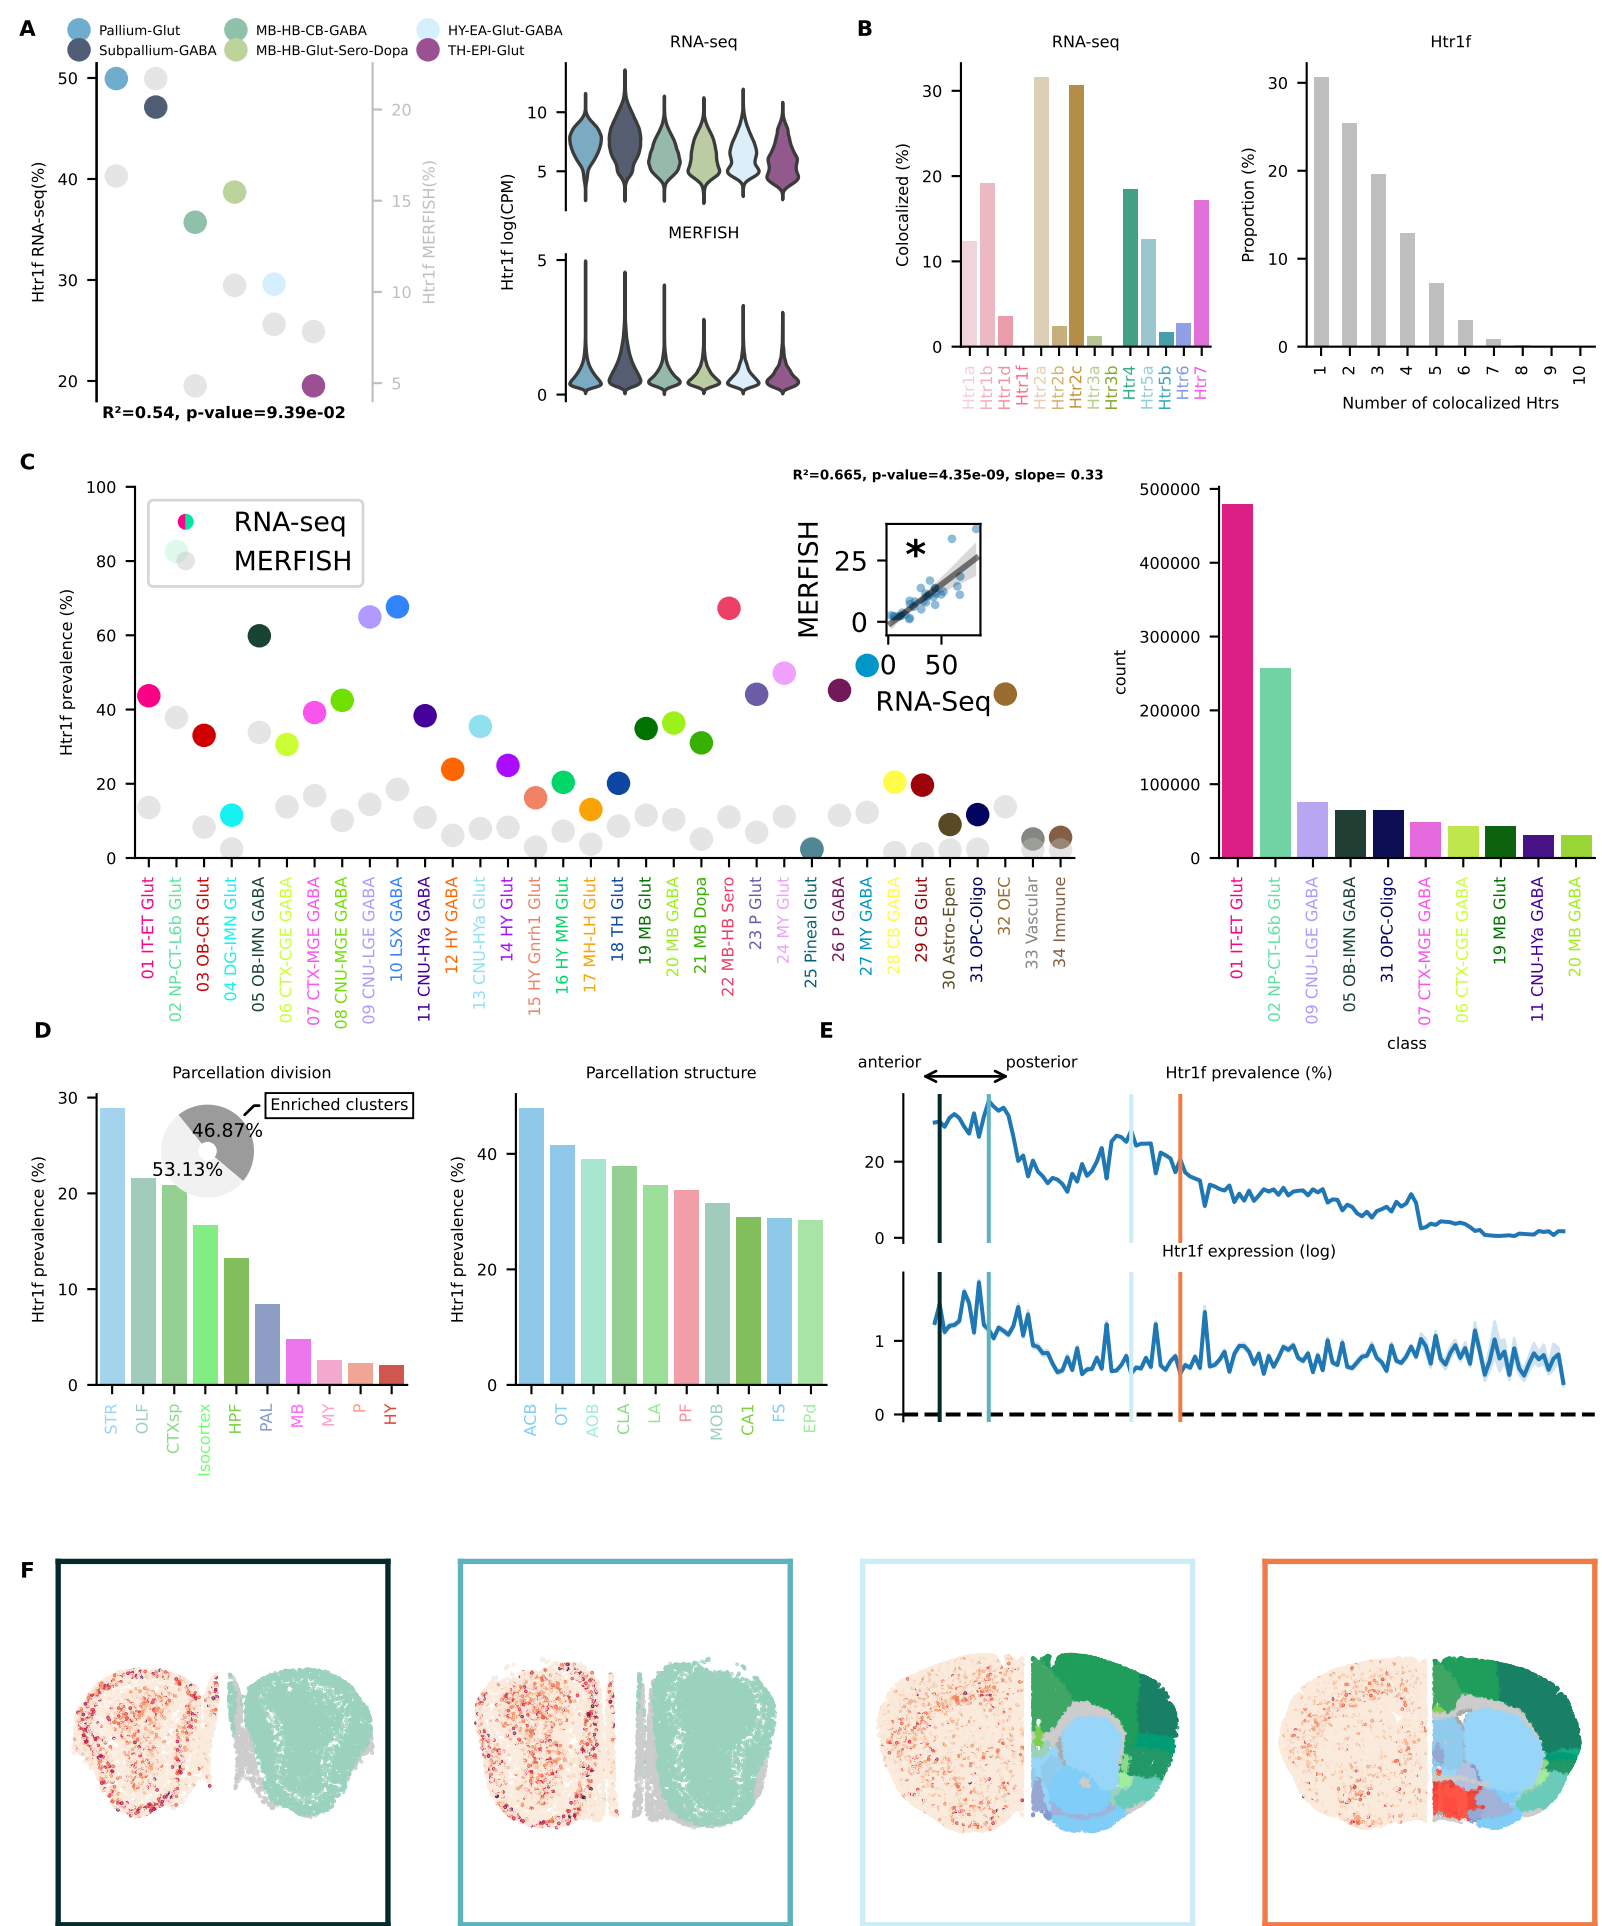 A
Pallium-Glut
Subpallium-GABA
MB-HB-CB-GABA
MB-HB-Glut-Sero-Dopa
HY-EA-Glut-GABA
TH-EPI-Glut
50
40
30
20
Htr1f RNA-seq(%)
20
15
10
5
Htr1f MERFISH(%)
R²=0.54, p-value=9.39e-02
RNA-seq
10
5
MERFISH
5
0
Htr1f log(CPM)
B
RNA-seq
30
20
10
0
Colocalized (%)
Htr1a
Htr1b
Htr1d
Htr1f
Htr2a
Htr2b
Htr2c
Htr3a
Htr3b
Htr4
Htr5a
Htr5b
Htr6
Htr7
Htr1f
30
20
10
0
Proportion (%)
1
2
3
4
5
6
7
8
9
10
Number of colocalized Htrs
C
100
80
60
40
20
0
Htr1f prevalence (%)
RNA-seq
MERFISH
R²=0.665, p-value=4.35e-09, slope= 0.33
MERFISH
25
0
*
0
50
RNA-Seq
01 IT-ET Glut
02 NP-CT-L6b Glut
03 OB-CR Glut
04 DG-IMN Glut
05 OB-IMN GABA
06 CTX-CGE GABA
07 CTX-MGE GABA
08 CNU-MGE GABA
09 CNU-LGE GABA
10 LSX GABA
11 CNU-HYa GABA
12 HY GABA
13 CNU-HYa Glut
14 HY Glut
15 HY Gnrh1 Glut
16 HY MM Glut
17 MH-LH Glut
18 TH Glut
19 MB Glut
20 MB GABA
21 MB Dopa
22 MB-HB Sero
23 P Glut
24 MY Glut
25 Pineal Glut
26 P GABA
27 MY GABA
28 CB GABA
29 CB Glut
30 Astro-Epen
31 OPC-Oligo
32 OEC
33 Vascular
34 Immune
500000
400000
300000
200000
100000
0
count
01 IT-ET Glut
02 NP-CT-L6b Glut
09 CNU-LGE GABA
05 OB-IMN GABA
31 OPC-Oligo
07 CTX-MGE GABA
06 CTX-CGE GABA
19 MB Glut
11 CNU-HYa GABA
20 MB GABA
class
D
Parcellation division
30
20
10
0
Htr1f prevalence (%)
Enriched clusters
46.87%
53.13%
STR
OLF
CTXsp
Isocortex
HPF
PAL
MB
MY
P
HY
Parcellation structure
40
20
0
Htr1f prevalence (%)
ACB
OT
AOB
CLA
LA
PF
MOB
CA1
FS
EPd
E
anterior
posterior
Htr1f prevalence (%)
20
0
Htr1f expression (log)
1
0
F